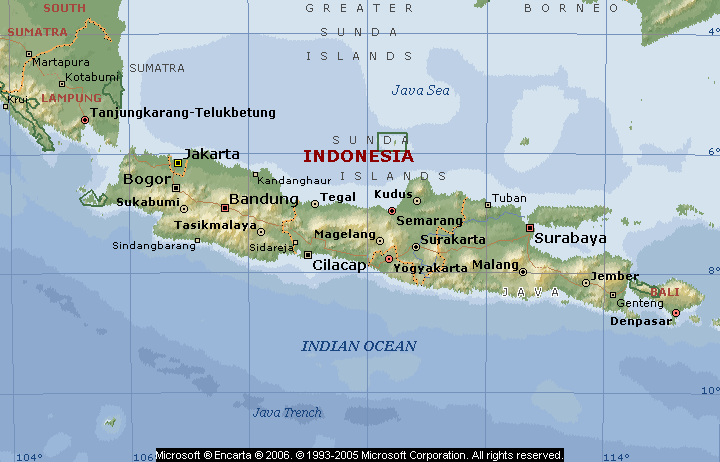 SOUTH
GREATER
BORNEO
SUMATRA
SUNDA
4°
ISLANDS
Martapura
SUMATRA
Kotabumi
Java Sea
LAMPUNG
Krui
Tanjungkarang-Telukbetung
SUNDA
6°
Jakarta
INDONESIA
ISLANDS
Bogor
Kandanghaur
Sukabumi
Bandung
Tegal
Kudus
Tuban
Tasikmalaya
Semarang
Magelang
Surakarta
Surabaya
Sindangbarang
Sidareja
Cilacap
Yogyakarta
Malang
Jember
8°
JAVA
BALI
Genteng
Denpasar
INDIAN OCEAN
10°
Java Trench
104°
106
114°
Microsoft ® Encarta ® 2006. © 1993-2005 Microsoft Corporation. All rights reserved.